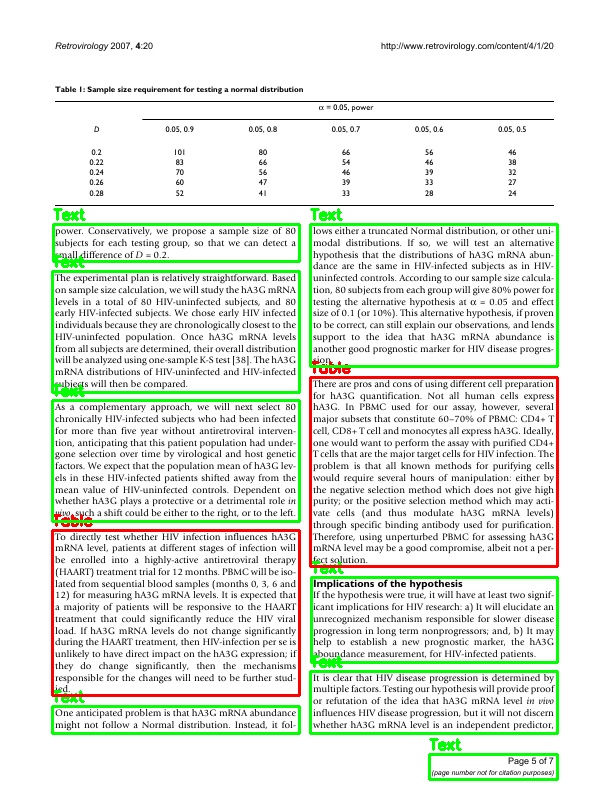 Retrovirology 2007, 4:20
http://www.retrovirology.com/content/4/1/20
Table 1: Sample size requirement for testing a normal distribution
α = 0.05, power
D 0.05, 0.9 0.05, 0.8 0.05, 0.7 0.05, 0.6 0.05, 0.5
0.2 101 80 66 56 46
0.22 83 66 54 46 38
0.24 70 56 46 39 32
0.26 60 47 39 33 27
0.28 52 41 33 28 24
Text
power. Conservatively, we propose a sample size of 80
subjects for each testing group, so that we can detect a
small difference of D = 0.2.
Text
The experimental plan is relatively straightforward. Based
on sample size calculation, we will study the hA3G mRNA
levels in a total of 80 HIV-uninfected subjects, and 80
early HIV-infected subjects. We chose early HIV infected
individuals because they are chronologically closest to the
HIV-uninfected population. Once hA3G mRNA levels
from all subjects are determined, their overall distribution
will be analyzed using one-sample K-S test [38]. The hA3G
mRNA distributions of HIV-uninfected and HIV-infected
subjects will then be compared.
Text
As a complementary approach, we will next select 80
chronically HIV-infected subjects who had been infected
for more than five year without antiretroviral interven-
tion, anticipating that this patient population had under-
gone selection over time by virological and host genetic
factors. We expect that the population mean of hA3G lev-
els in these HIV-infected patients shifted away from the
mean value of HIV-uninfected controls. Dependent on
whether hA3G plays a protective or a detrimental role in
vivo, such a shift could be either to the right, or to the left.
Table
To directly test whether HIV infection influences hA3G
mRNA level, patients at different stages of infection will
be enrolled into a highly-active antiretroviral therapy
(HAART) treatment trial for 12 months. PBMC will be iso-
lated from sequential blood samples (months 0, 3, 6 and
12) for measuring hA3G mRNA levels. It is expected that
a majority of patients will be responsive to the HAART
treatment that could significantly reduce the HIV viral
load. If hA3G mRNA levels do not change significantly
during the HAART treatment, then HIV-infection per se is
unlikely to have direct impact on the hA3G expression; if
they do change significantly, then the mechanisms
responsible for the changes will need to be further stud-
ied.
Text
One anticipated problem is that hA3G mRNA abundance
might not follow a Normal distribution. Instead, it fol-
Text
lows either a truncated Normal distribution, or other uni-
modal distributions. If so, we will test an alternative
hypothesis that the distributions of hA3G mRNA abun-
dance are the same in HIV-infected subjects as in HIV-
uninfected controls. According to our sample size calcula-
tion, 80 subjects from each group will give 80% power for
testing the alternative hypothesis at α = 0.05 and effect
size of 0.1 (or 10%). This alternative hypothesis, if proven
to be correct, can still explain our observations, and lends
support to the idea that hA3G mRNA abundance is
another good prognostic marker for HIV disease progres-
sion.
Table
There are pros and cons of using different cell preparation
for hA3G quantification. Not all human cells express
hA3G. In PBMC used for our assay, however, several
major subsets that constitute 60–70% of PBMC: CD4+ T
cell, CD8+ T cell and monocytes all express hA3G. Ideally,
one would want to perform the assay with purified CD4+
T cells that are the major target cells for HIV infection. The
problem is that all known methods for purifying cells
would require several hours of manipulation: either by
the negative selection method which does not give high
purity; or the positive selection method which may acti-
vate cells (and thus modulate hA3G mRNA levels)
through specific binding antibody used for purification.
Therefore, using unperturbed PBMC for assessing hA3G
mRNA level may be a good compromise, albeit not a per-
fect solution.
Text
Implications of the hypothesis
If the hypothesis were true, it will have at least two signif-
icant implications for HIV research: a) It will elucidate an
unrecognized mechanism responsible for slower disease
progression in long term nonprogressors; and, b) It may
help to establish a new prognostic marker, the hA3G
aboundance measurement, for HIV-infected patients.
Text
It is clear that HIV disease progression is determined by
multiple factors. Testing our hypothesis will provide proof
or refutation of the idea that hA3G mRNA level in vivo
influences HIV disease progression, but it will not discern
whether hA3G mRNA level is an independent predictor,
Text
Page 5 of 7
(page number not for citation purposes)